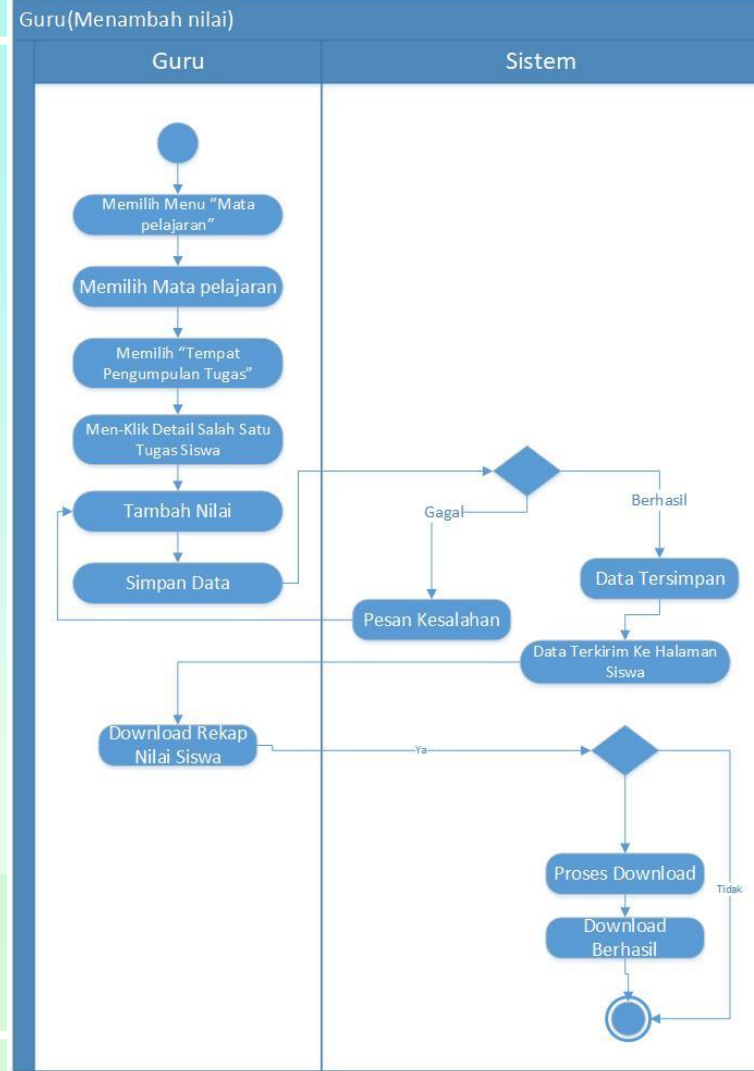 Guru(Menambah nilai)
Guru
Sistem
Memilih Menu “Mata
pelajaran”
Memilih Mata pelajaran
Memilih “Tempat
Pengumpulan Tugas”
Men-Klik Detail Salah Satu
Tugas Siswa
Tambah Nilai
Simpan Data
Gagal
Berhasil
Data Tersimpan
Pesan Kesalahan
Data Terkirim Ke Halaman
Siswa
Download Rekap
Nilai Siswa
Ya
Proses Download
Tidak
Download
Berhasil